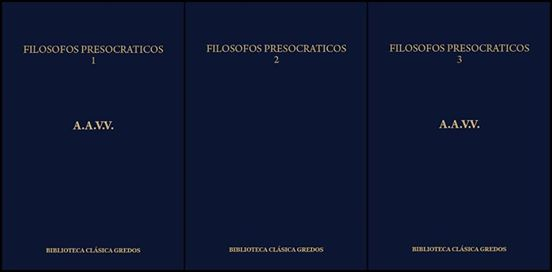 FILOSOFOS PRESOCRATICOS
1
A.A.V.V.
BIBLIOTECA CLÁSICA GREDOS
FILOSOFOS PRESOCRATICOS
2
BIBLIOTECA CLÁSICA GREDOS
FILOSOFOS PRESOCRATICOS
3
A.A.V.V.
BIBLIOTECA CLÁSICA GREDOS